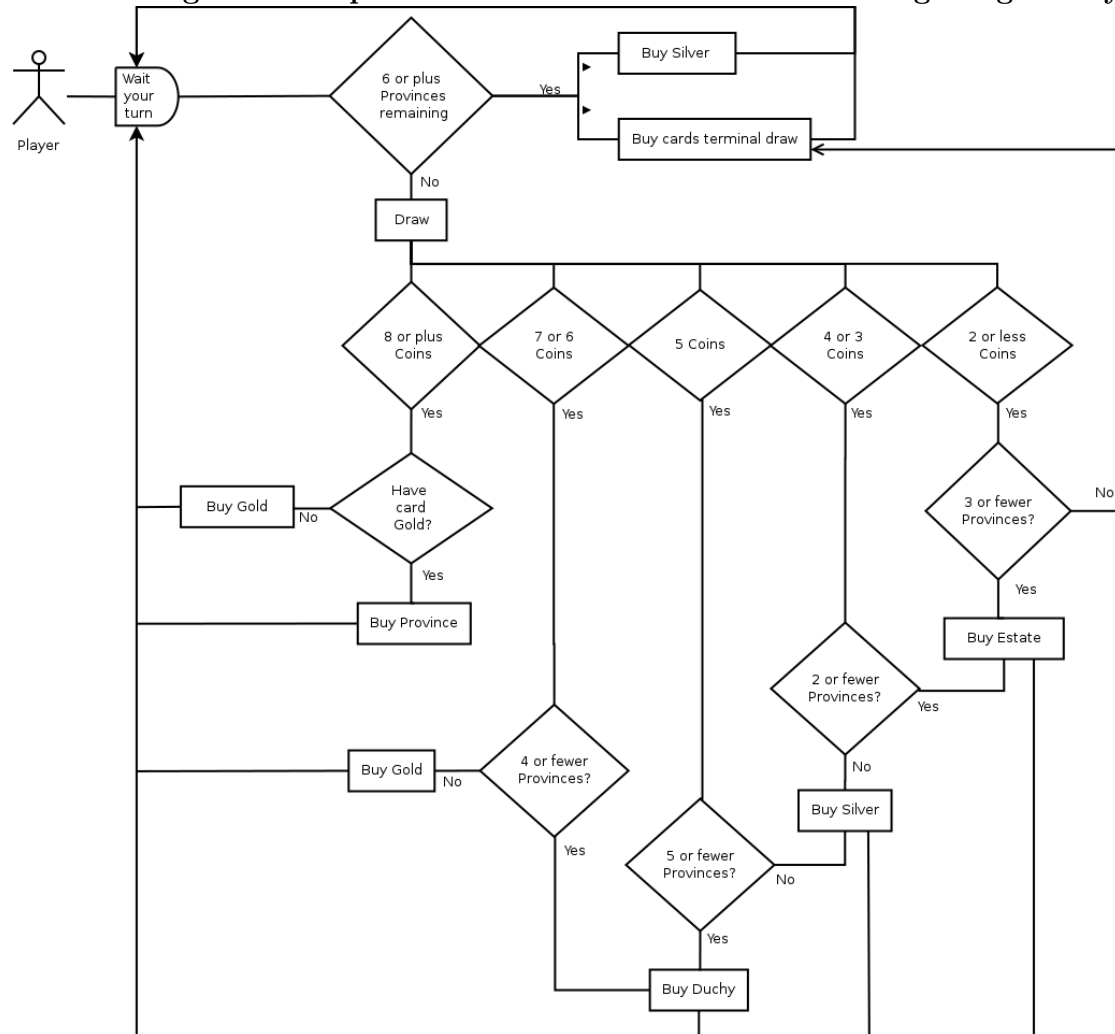 Buy Silver
Wait
your
turn
6 or plus
Provinces
remaining
Yes
Player
Buy cards terminal draw
No
Draw
8 or plus
Coins
7 or 6
Coins
5 Coins
4 or 3
Coins
2 or less
Coins
Yes
Yes
Yes
Yes
Yes
Have
card
Gold?
Buy Gold
No
3 or fewer
Provinces?
No
Yes
Yes
Buy Province
Buy Estate
2 or fewer
Provinces?
Yes
4 or fewer
Provinces?
Buy Gold
No
No
Buy Silver
Yes
5 or fewer
Provinces?
No
Yes
Buy Duchy